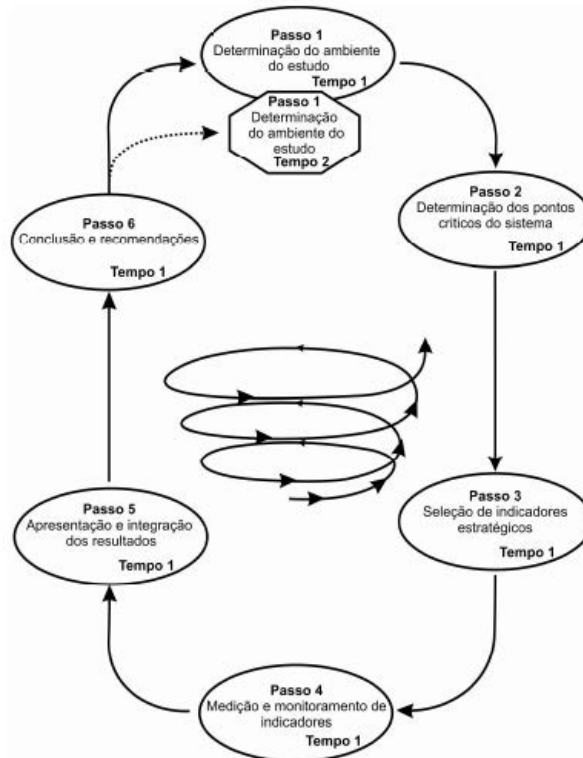 Passo 1
Determinação do ambiente
do estudo
Tempo 1
Passo 1
Determinação
do ambiente do
estudo
Tempo 2
Passo 2
Determinação dos pontos
criticos do sistema
Tempo 1
Passo 3
Seleção de indicadores
estratégicos
Tempo 1
Passo 4
Medição e monitoramento de
indicadores
Tempo 1
Passo 5
Apresentação e integração
dos resultados
Tempo 1
Passo 6
Conclusão e recomendações
Tempo 1